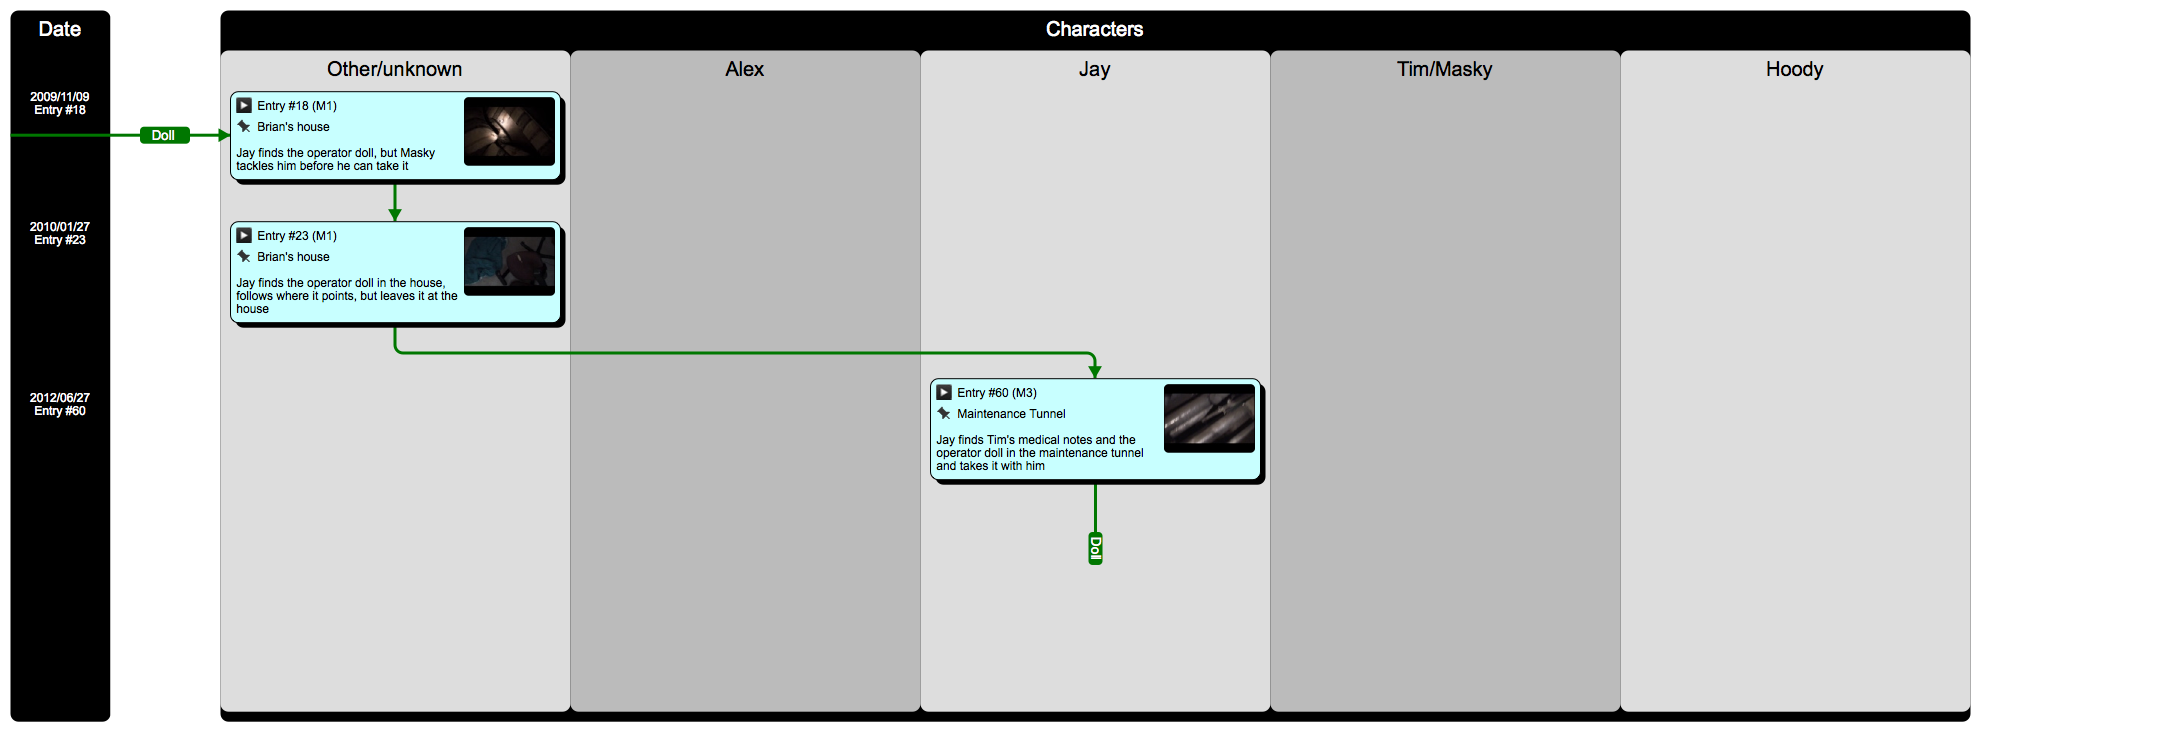 Date
Characters
Other/unknown
Alex
Jay
Tim/Masky
Hoody
2009/11/09
Entry #18
Doll
Entry #18 (M1)
Brian's house
Jay finds the operator doll, but Masky
tackles him before he can take it
2010/01/27
Entry #23
Entry #23 (M1)
Brian's house
Jay finds the operator doll in the house,
follows where it points, but leaves it at the
house
2012/06/27
Entry #60
Entry #60 (M3)
Maintenance Tunnel
Jay finds Tim's medical notes and the
operator doll in the maintenance tunnel
and takes it with him
Doll